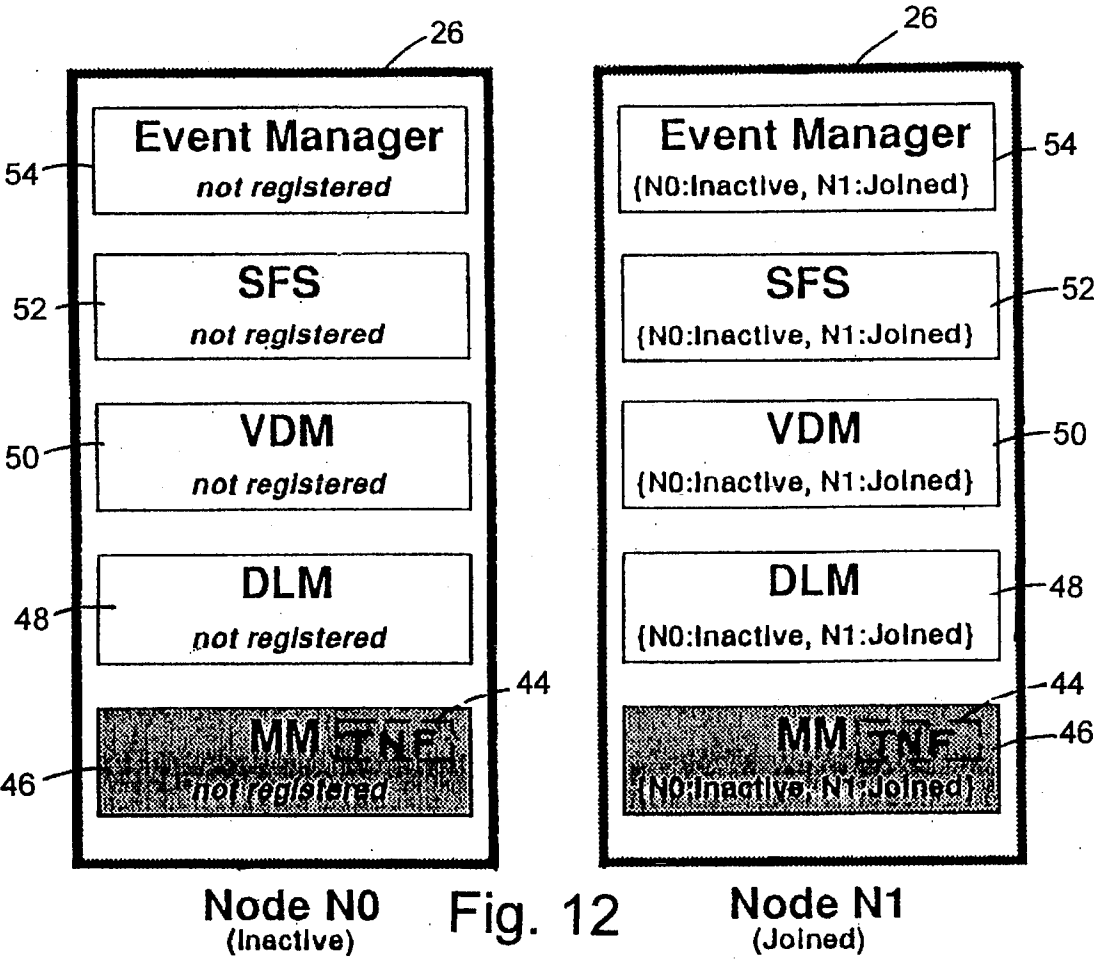 26
Event Manager
not registered
54
SFS
not registered
52
VDM
not registered
50
DLM
not registered
48
44
MM TNF
not registered
46
Node N0
(Inactive)
26
Event Manager
{N0:Inactive, N1:Joined}
54
SFS
{N0:Inactive, N1:Joined}
52
VDM
{N0:Inactive, N1:Joined}
50
DLM
{N0:Inactive, N1:Joined}
48
44
MM TNF
{N0:Inactive, N1:Joined}
46
Node N1
(Joined)
Fig. 12